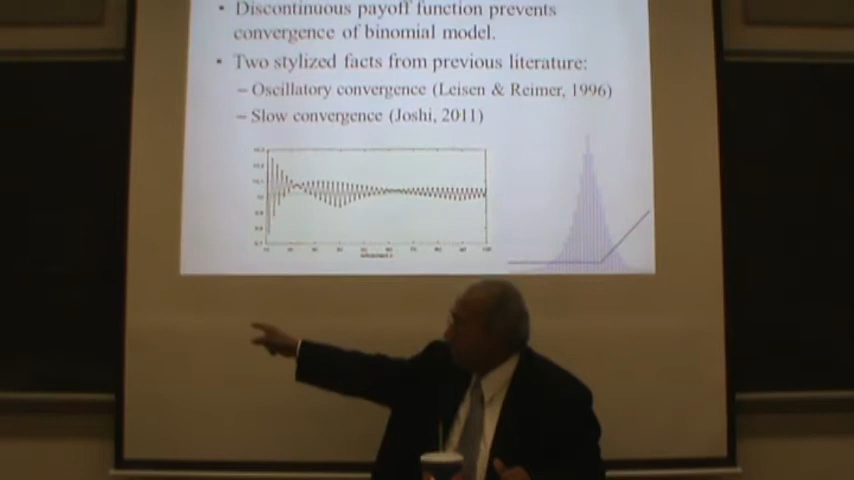 • Discontinuous payoff function prevents
convergence of binomial model.
• Two stylized facts from previous literature:
– Oscillatory convergence (Leisen & Reimer, 1996)
– Slow convergence (Joshi, 2011)